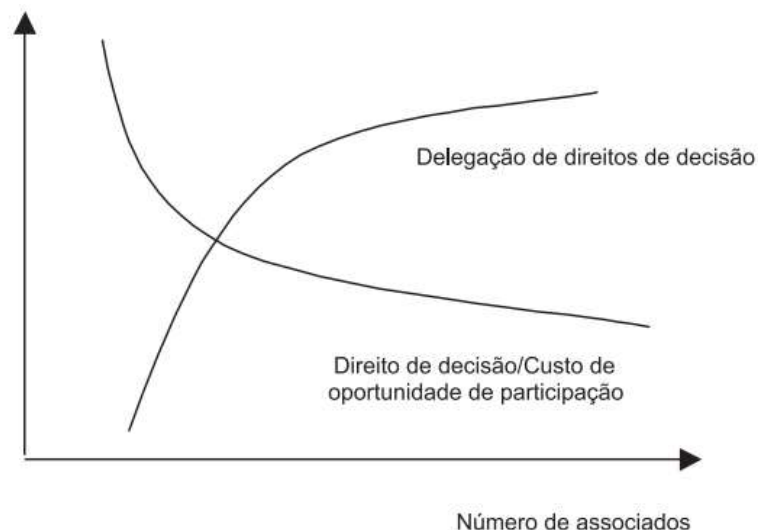 Delegação de direitos de decisão
Direito de decisão/Custo de
oportunidade de participação
Número de associados